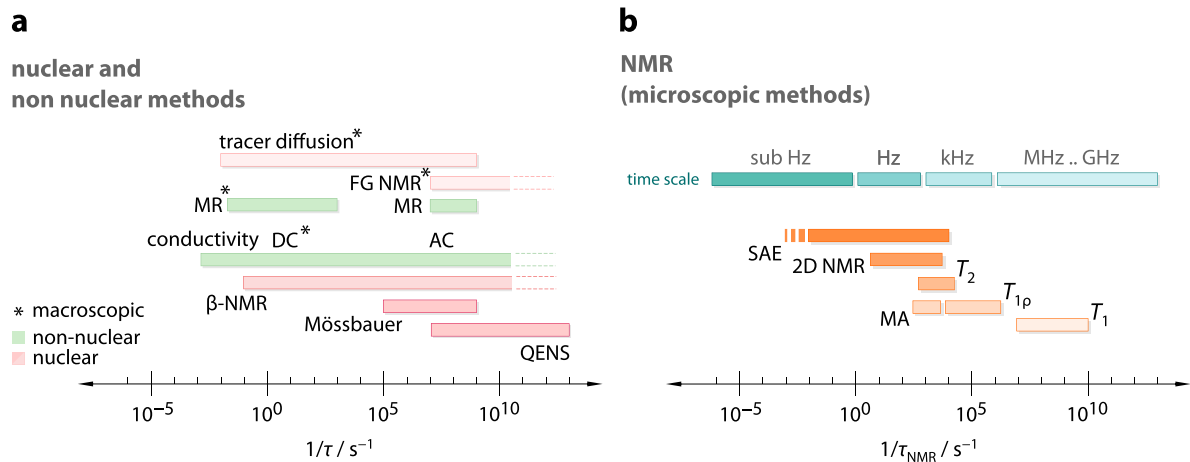 a
nuclear and
non nuclear methods
tracer diffusion*
FG NMR*
MR* MR
conductivity DC* AC
β-NMR
Mössbauer
QENS
* macroscopic
non-nuclear
nuclear
10⁻⁵ 10⁰ 10⁵ 10¹⁰
1/τ / s⁻¹
b
NMR
(microscopic methods)
sub Hz Hz kHz MHz .. GHz
time scale
SAE
2D NMR
T₂
MA T₁ᵨ
T₁
10⁻⁵ 10⁰ 10⁵ 10¹⁰
1/τNMR / s⁻¹